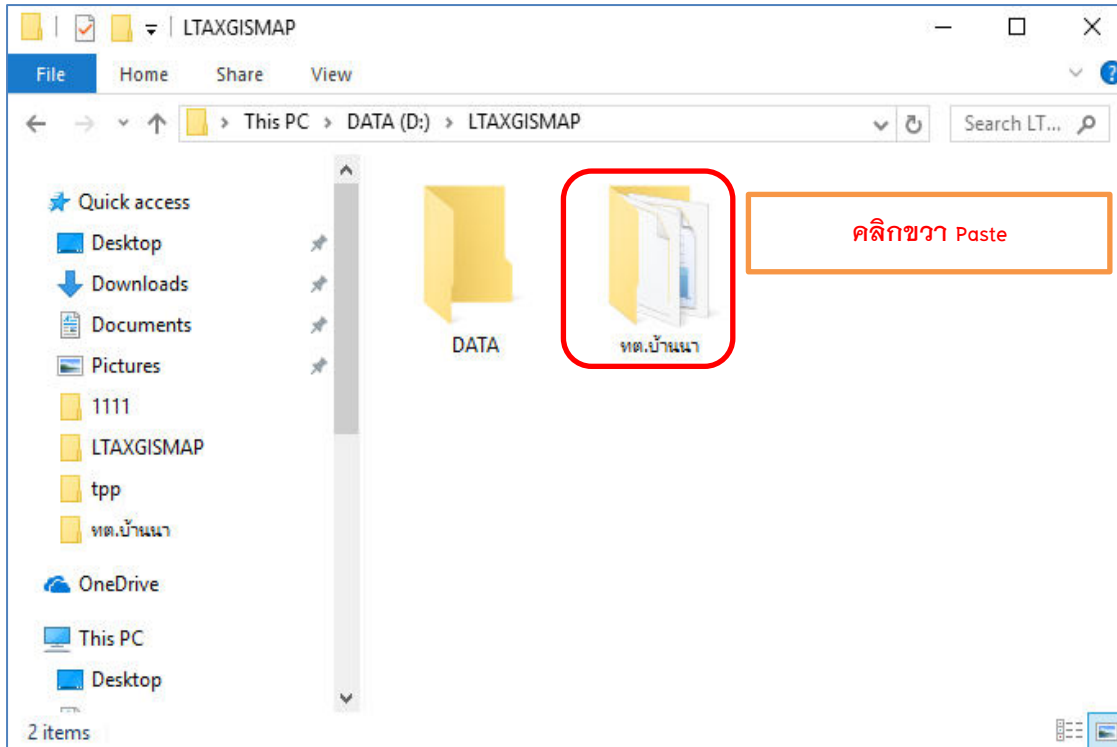 LTAXGISMAP
File Home Share View
This PC > DATA (D:) > LTAXGISMAP
Search LT...
Quick access
Desktop
Downloads
Documents
Pictures
1111
LTAXGISMAP
tpp
ทต.บ้านนา
OneDrive
This PC
Desktop
DATA
ทต.บ้านนา
คลิกขวา Paste
2 items